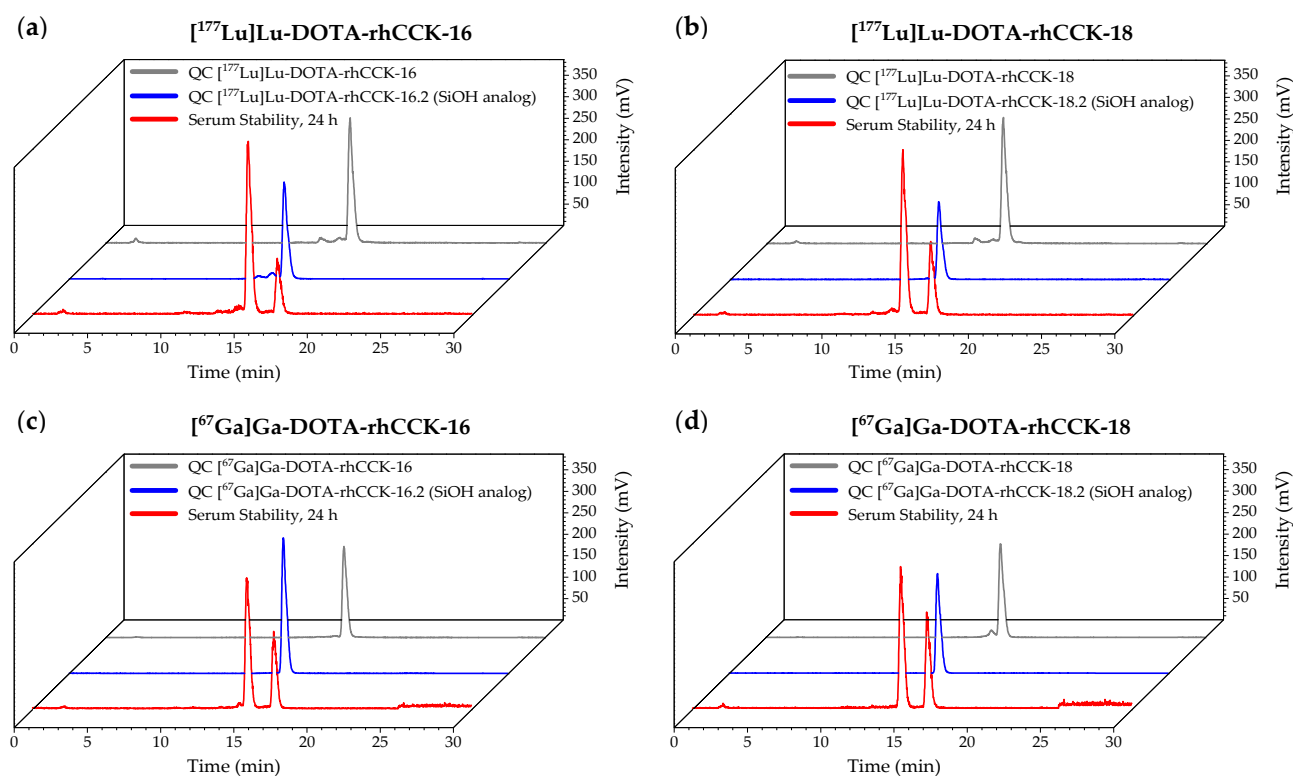 (a)
[¹⁷⁷Lu]Lu-DOTA-rhCCK-16
QC [¹⁷⁷Lu]Lu-DOTA-rhCCK-16
QC [¹⁷⁷Lu]Lu-DOTA-rhCCK-16.2 (SiOH analog)
Serum Stability, 24 h
350
300
250
200
150
100
50
Intensity (mV)
0 5 10 15 20 25 30
Time (min)
(b)
[¹⁷⁷Lu]Lu-DOTA-rhCCK-18
QC [¹⁷⁷Lu]Lu-DOTA-rhCCK-18
QC [¹⁷⁷Lu]Lu-DOTA-rhCCK-18.2 (SiOH analog)
Serum Stability, 24 h
350
300
250
200
150
100
50
Intensity (mV)
0 5 10 15 20 25 30
Time (min)
(c)
[⁶⁷Ga]Ga-DOTA-rhCCK-16
QC [⁶⁷Ga]Ga-DOTA-rhCCK-16
QC [⁶⁷Ga]Ga-DOTA-rhCCK-16.2 (SiOH analog)
Serum Stability, 24 h
350
300
250
200
150
100
50
Intensity (mV)
0 5 10 15 20 25 30
Time (min)
(d)
[⁶⁷Ga]Ga-DOTA-rhCCK-18
QC [⁶⁷Ga]Ga-DOTA-rhCCK-18
QC [⁶⁷Ga]Ga-DOTA-rhCCK-18.2 (SiOH analog)
Serum Stability, 24 h
350
300
250
200
150
100
50
Intensity (mV)
0 5 10 15 20 25 30
Time (min)